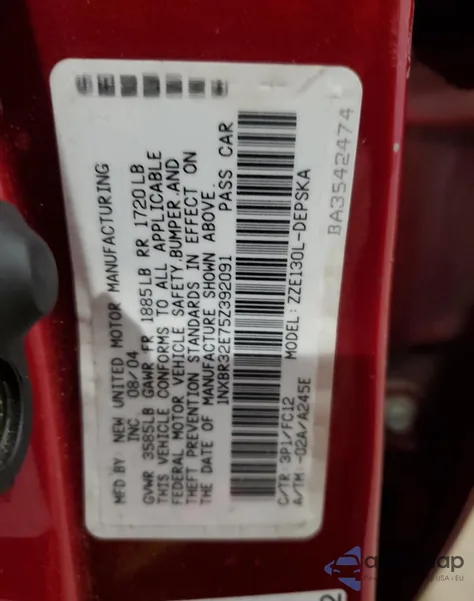 MFD BY: NEW UNITED MOTOR MANUFACTURING
INC 08/04
GVWR 3585LB GAWR FR 1885LB RR 1720LB
THIS VEHICLE CONFORMS TO ALL APPLICABLE
FEDERAL MOTOR VEHICLE SAFETY,BUMPER,AND
THEFT PREVENTION STANDARDS IN EFFECT ON
THE DATE OF MANUFACTURE SHOWN ABOVE.
1NXBR32E75Z392091 PASS CAR
C/TR 3P1/FC12 MODEL:ZZE130L-DEPSKA
A/TM -02A/A245E
BA3542474
USA - EU